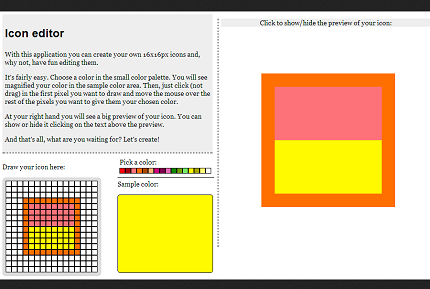 Icon editor
With this application you can create your own 16x16px icons and,
why not, have fun editing them.
It's fairly easy. Choose a color in the small color palette. You will see
magnified your color in the sample color area. Then, just click (not
drag) in the first pixel you want to draw and move the mouse over the
rest of the pixels you want to give them your chosen color.
At your right hand you will see a big preview of your icon. You can
show or hide it clicking on the text above the preview.
And that's all, what are you waiting for? Let's create!
Draw your icon here:
Pick a color:
Sample color:
Click to show/hide the preview of your icon: